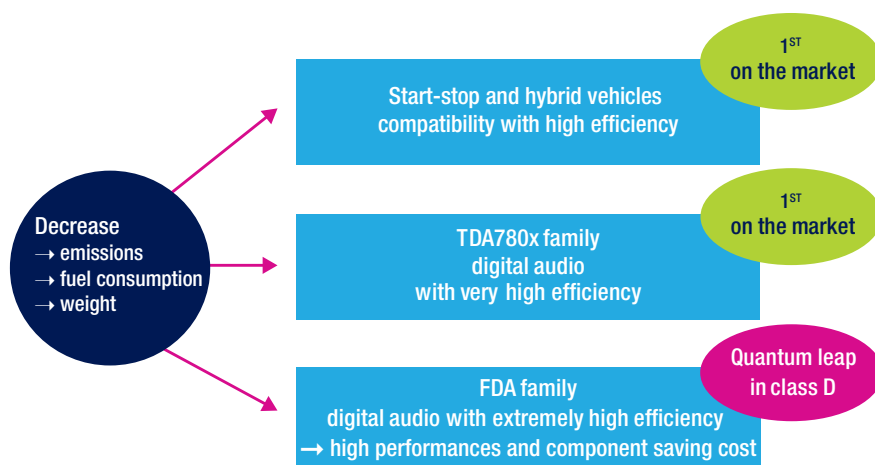 1ST
on the market
Start-stop and hybrid vehicles
compatibility with high efficiency
Decrease
→ emissions
→ fuel consumption
→ weight
1ST
on the market
TDA780x family
digital audio
with very high efficiency
Quantum leap
in class D
FDA family
digital audio with extremely high efficiency
→ high performances and component saving cost